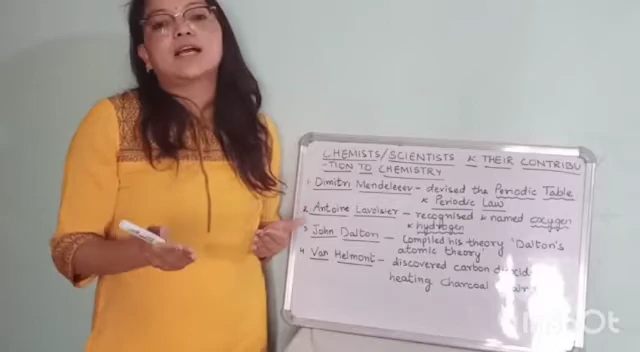 CHEMISTS/SCIENTISTS & THEIR CONTRIBU
-TION TO CHEMISTRY
1. Dimitri Mendeleev - devised the Periodic Table
& Periodic Law
2. Antoine Lavoisier - recognised & named oxygen
& hydrogen
3. John Dalton - Compiled his theory 'Dalton's
atomic theory'
4. Van Helmont - discovered carbon
heating charcoal
InShOt